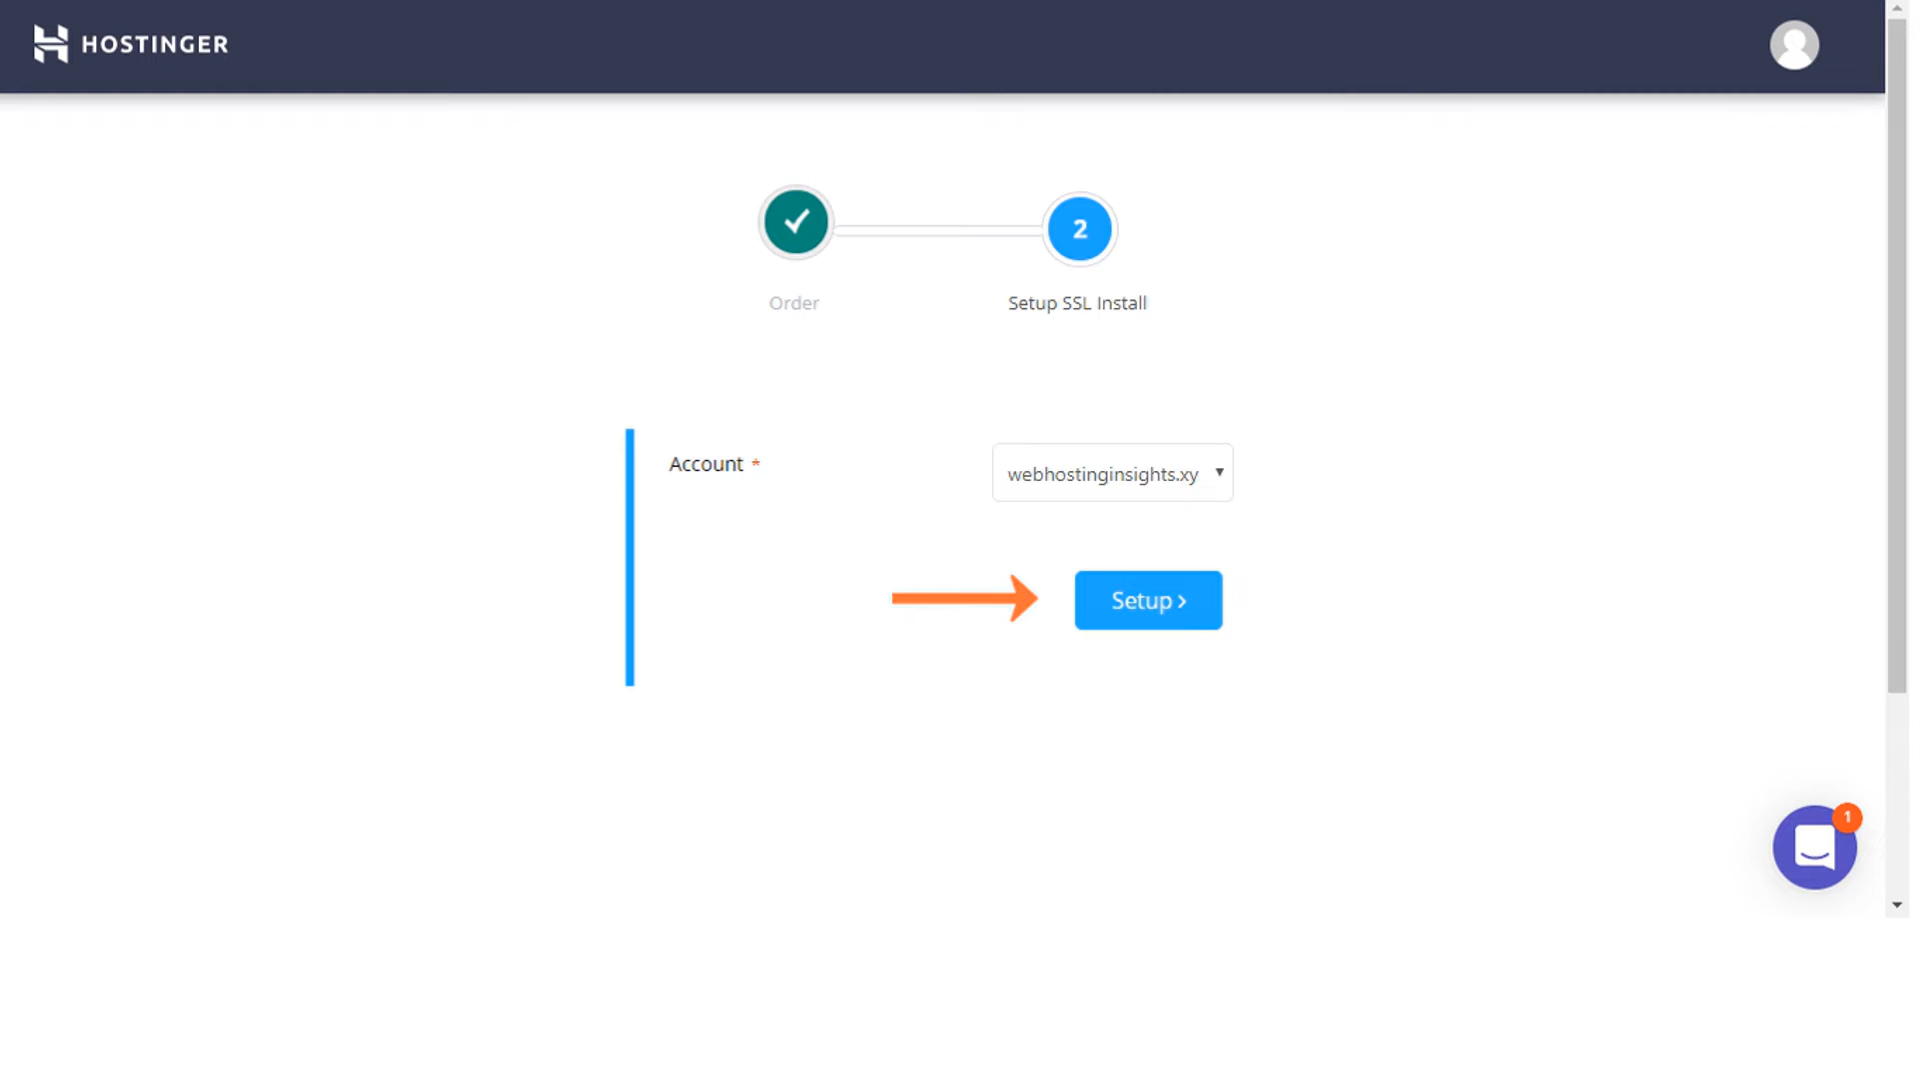 HOSTINGER
2
Order
Setup SSL Install
Account *
webhostinginsights.xy
Setup ›
1